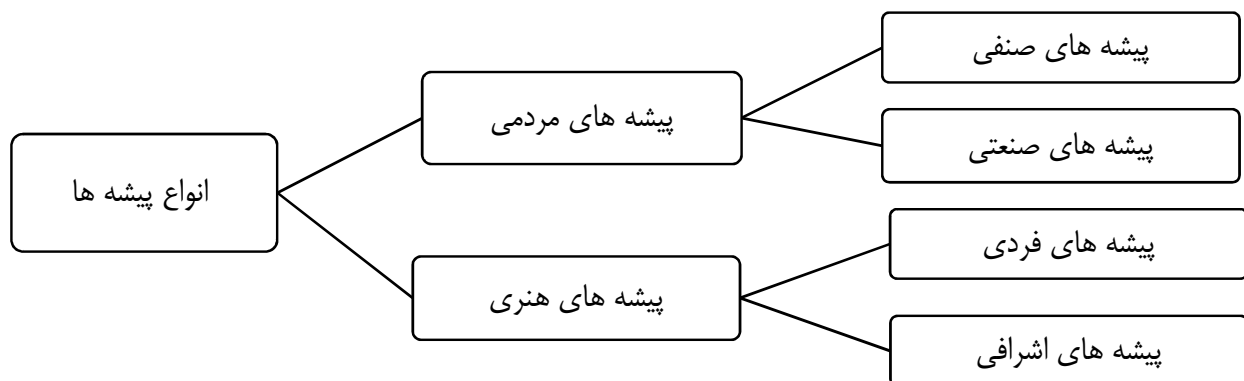 انواع پیشه ها
پیشه های مردمی
پیشه های صنفی
پیشه های صنعتی
پیشه های هنری
پیشه های فردی
پیشه های اشرافی